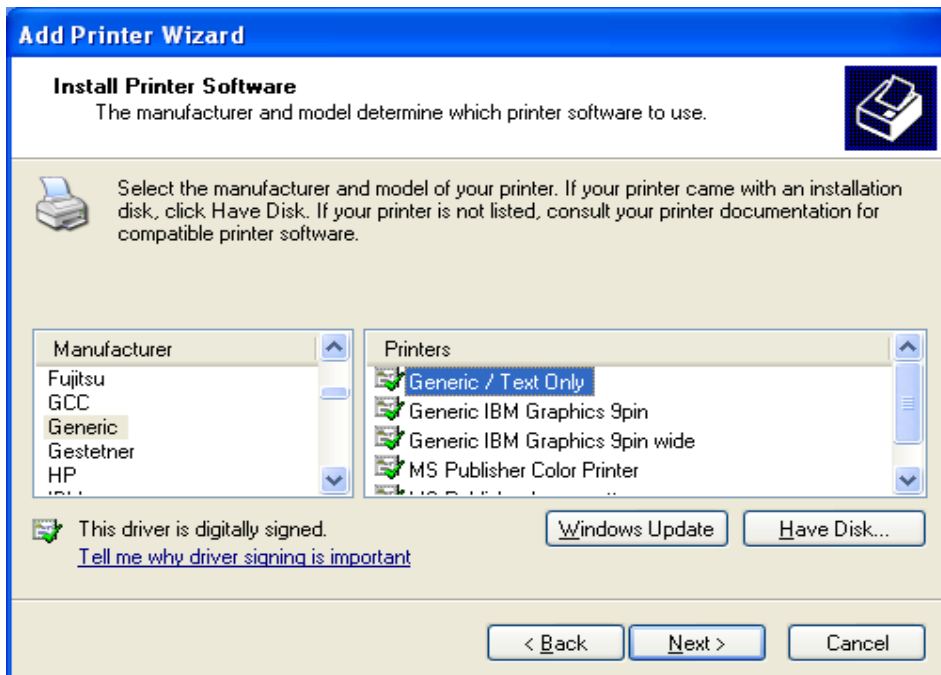 Add Printer Wizard
Install Printer Software
The manufacturer and model determine which printer software to use.
Select the manufacturer and model of your printer. If your printer came with an installation
disk, click Have Disk. If your printer is not listed, consult your printer documentation for
compatible printer software.
Manufacturer
Fujitsu
GCC
Generic
Gestetner
HP
Printers
Generic / Text Only
Generic IBM Graphics 9pin
Generic IBM Graphics 9pin wide
MS Publisher Color Printer
This driver is digitally signed.
Tell me why driver signing is important
Windows Update
Have Disk...
< Back
Next >
Cancel